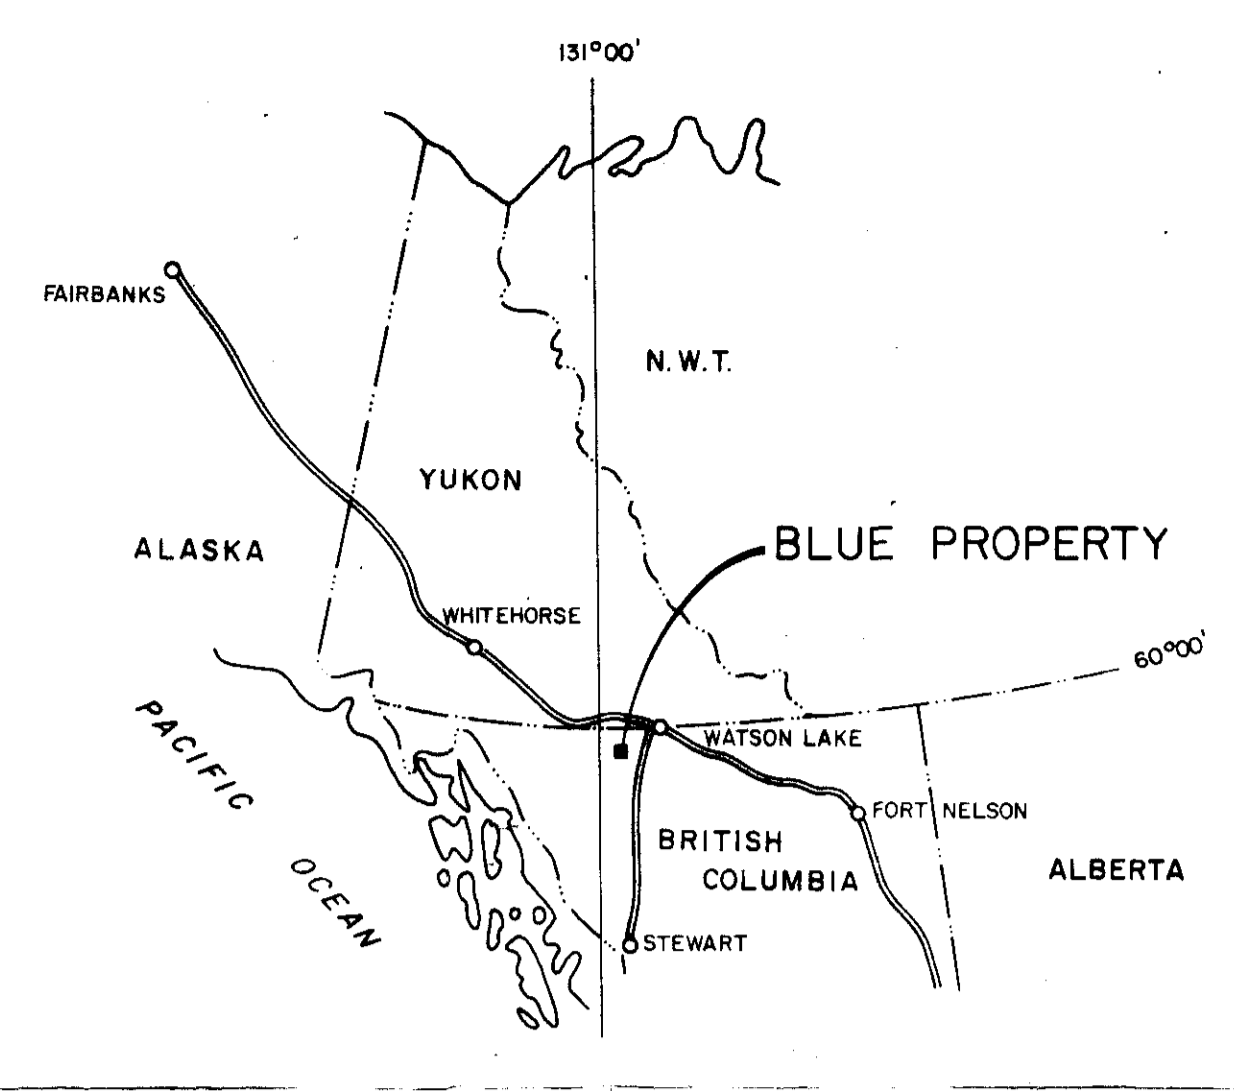 131°00'
FAIRBANKS
N.W.T.
YUKON
ALASKA
BLUE PROPERTY
WHITEHORSE
60°00'
PACIFIC
OCEAN
WATSON LAKE
FORT NELSON
BRITISH
COLUMBIA
ALBERTA
STEWART